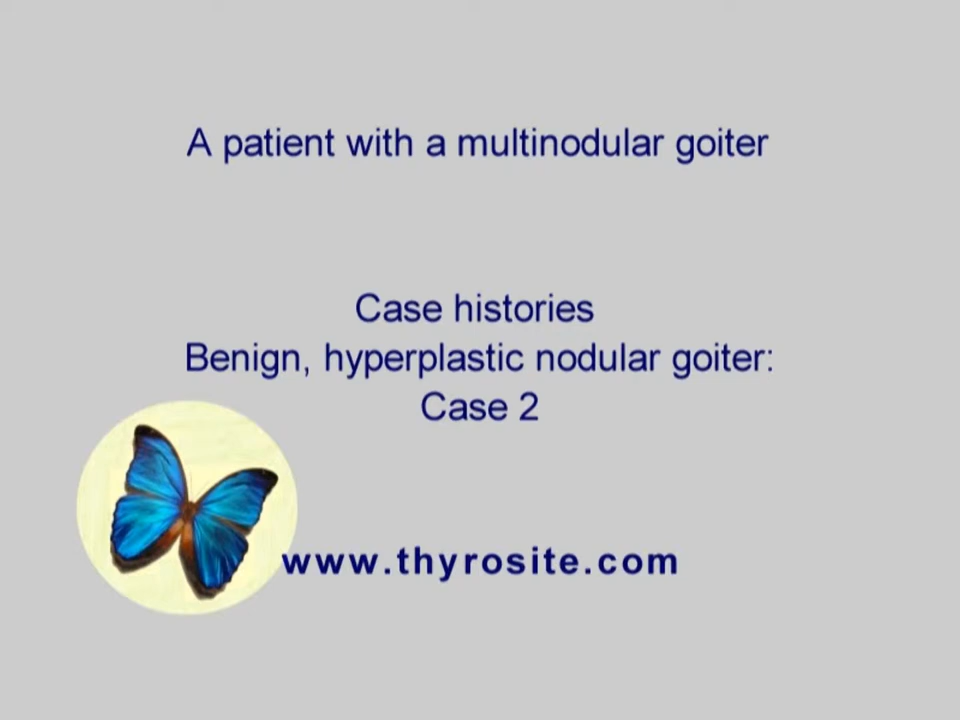 A patient with a multinodular goiter
Case histories
Benign, hyperplastic nodular goiter:
Case 2
www.thyrosite.com